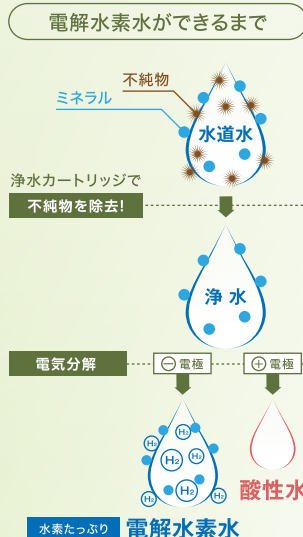 電解水素水ができるまで
不純物
ミネラル
水道水
浄水カートリッジで
不純物を除去!
浄水
電気分解
－電極
＋電極
H2
H2
H2
H2
H2
H2
H2
酸性水
水素たっぷり 電解水素水